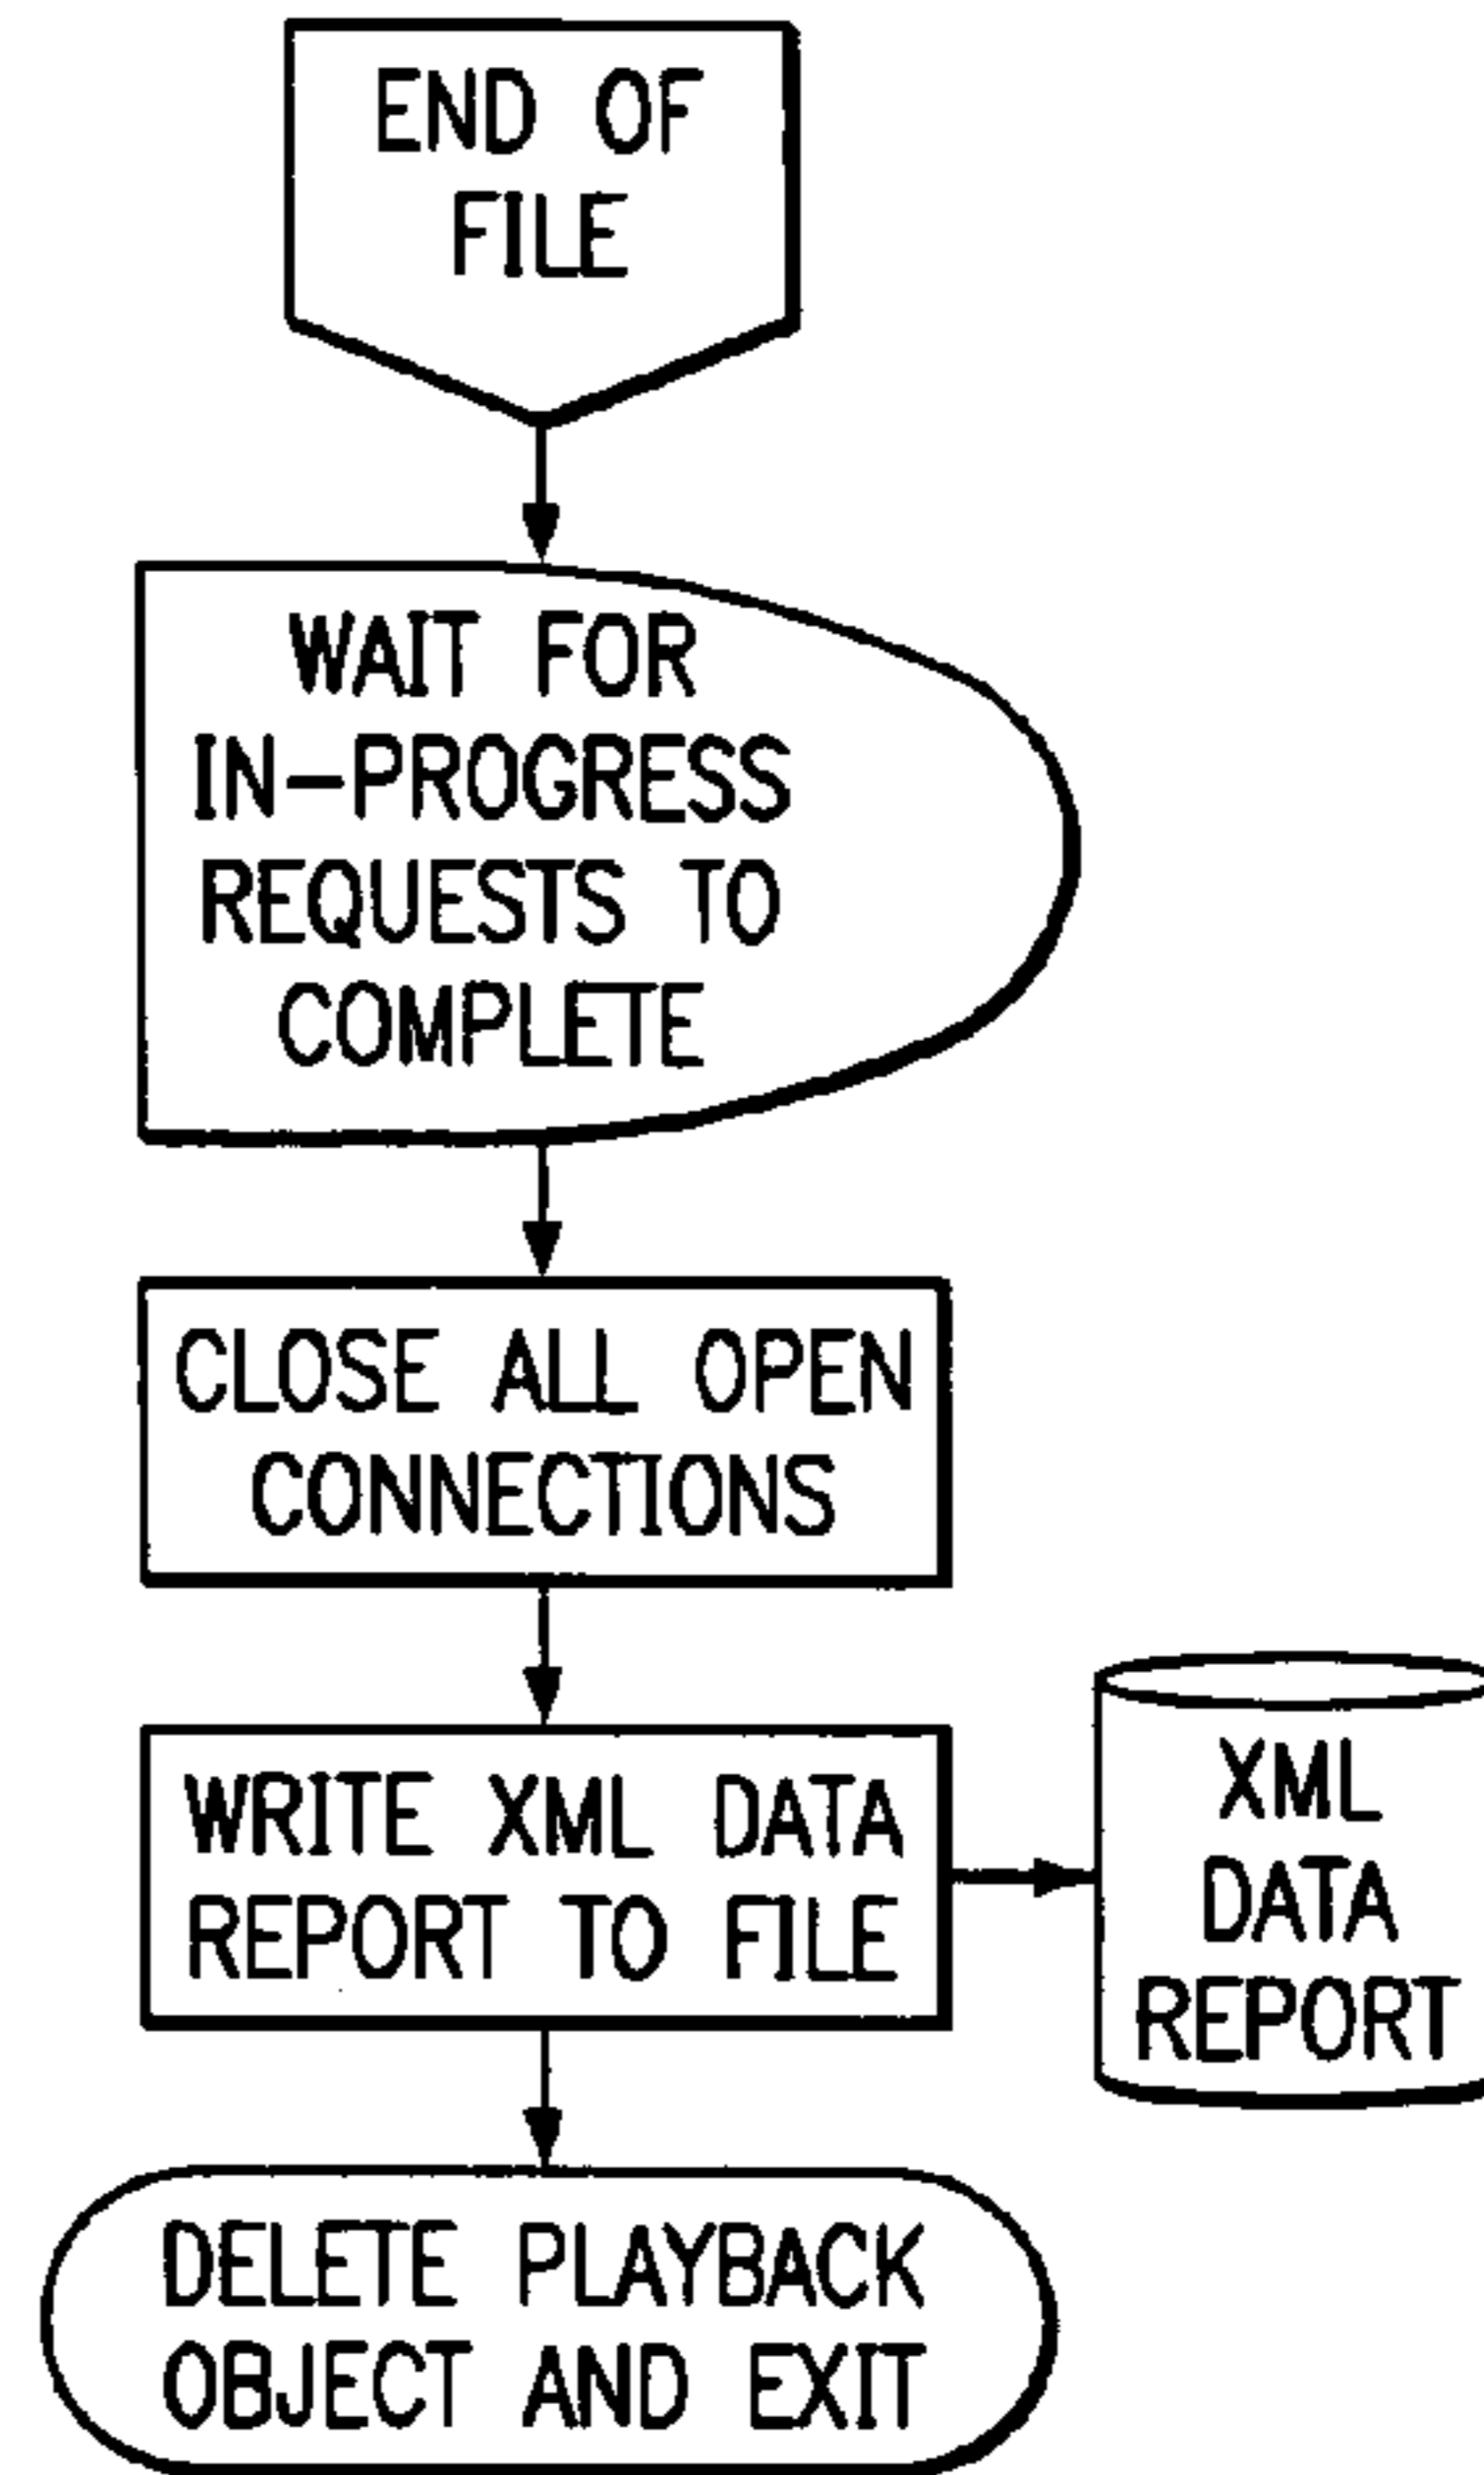 END OF
FILE
WAIT FOR
IN-PROGRESS
REQUESTS TO
COMPLETE
CLOSE ALL OPEN
CONNECTIONS
WRITE XML DATA
REPORT TO FILE
XML
DATA
REPORT
DELETE PLAYBACK
OBJECT AND EXIT